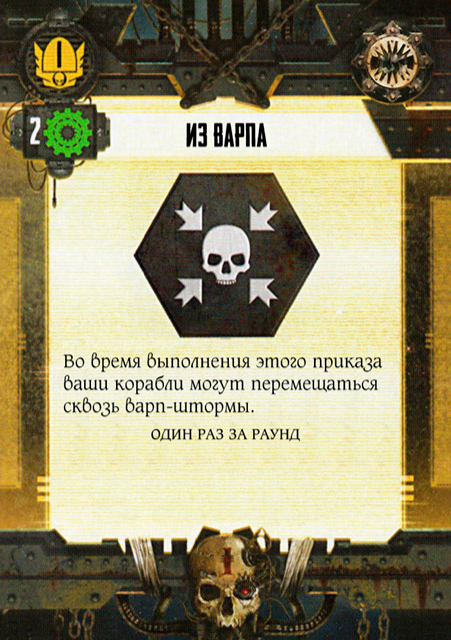 I
2
ИЗ ВАРПА
Во время выполнения этого приказа
ваши корабли могут перемещаться
сквозь варп-штормы.
ОДИН РАЗ ЗА РАУНД
I